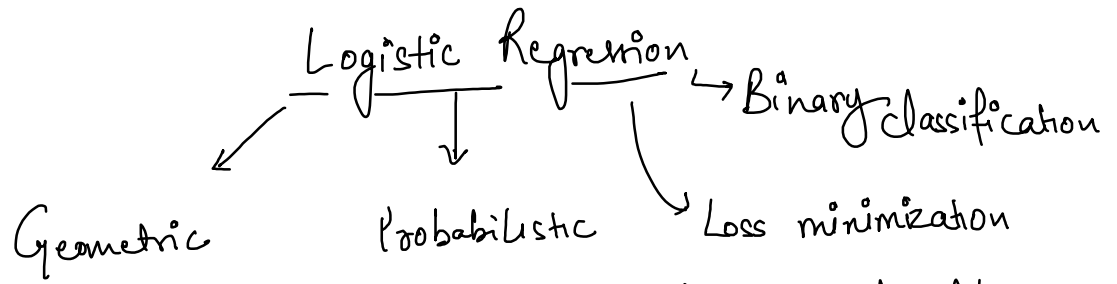 Logistic Regression
Binary classification
Geometric Probabilistic Loss minimization